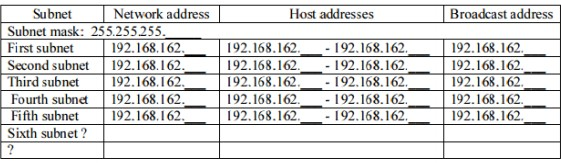 Subnet Network address Host addresses Broadcast address
Subnet mask: 255.255.255._____
First subnet 192.168.162.___ 192.168.162.___ - 192.168.162.___ 192.168.162.___
Second subnet 192.168.162.___ 192.168.162.___ - 192.168.162.___ 192.168.162.___
Third subnet 192.168.162.___ 192.168.162.___ - 192.168.162.___ 192.168.162.___
Fourth subnet 192.168.162.___ 192.168.162.___ - 192.168.162.___ 192.168.162.___
Fifth subnet 192.168.162.___ 192.168.162.___ - 192.168.162.___ 192.168.162.___
Sixth subnet ?
?